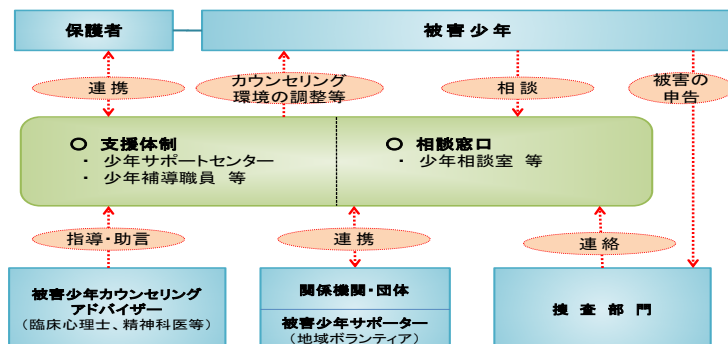 保護者
被害少年
連携
カウンセリング
環境の調整等
相談
被害の
申告
○ 支援体制
・ 少年サポートセンター
・ 少年補導職員 等
○ 相談窓口
・ 少年相談室 等
指導・助言
連携
連絡
被害少年カウンセリング
アドバイザー
（臨床心理士、精神科医等）
関係機関・団体
被害少年サポーター
（地域ボランティア）
捜査部門